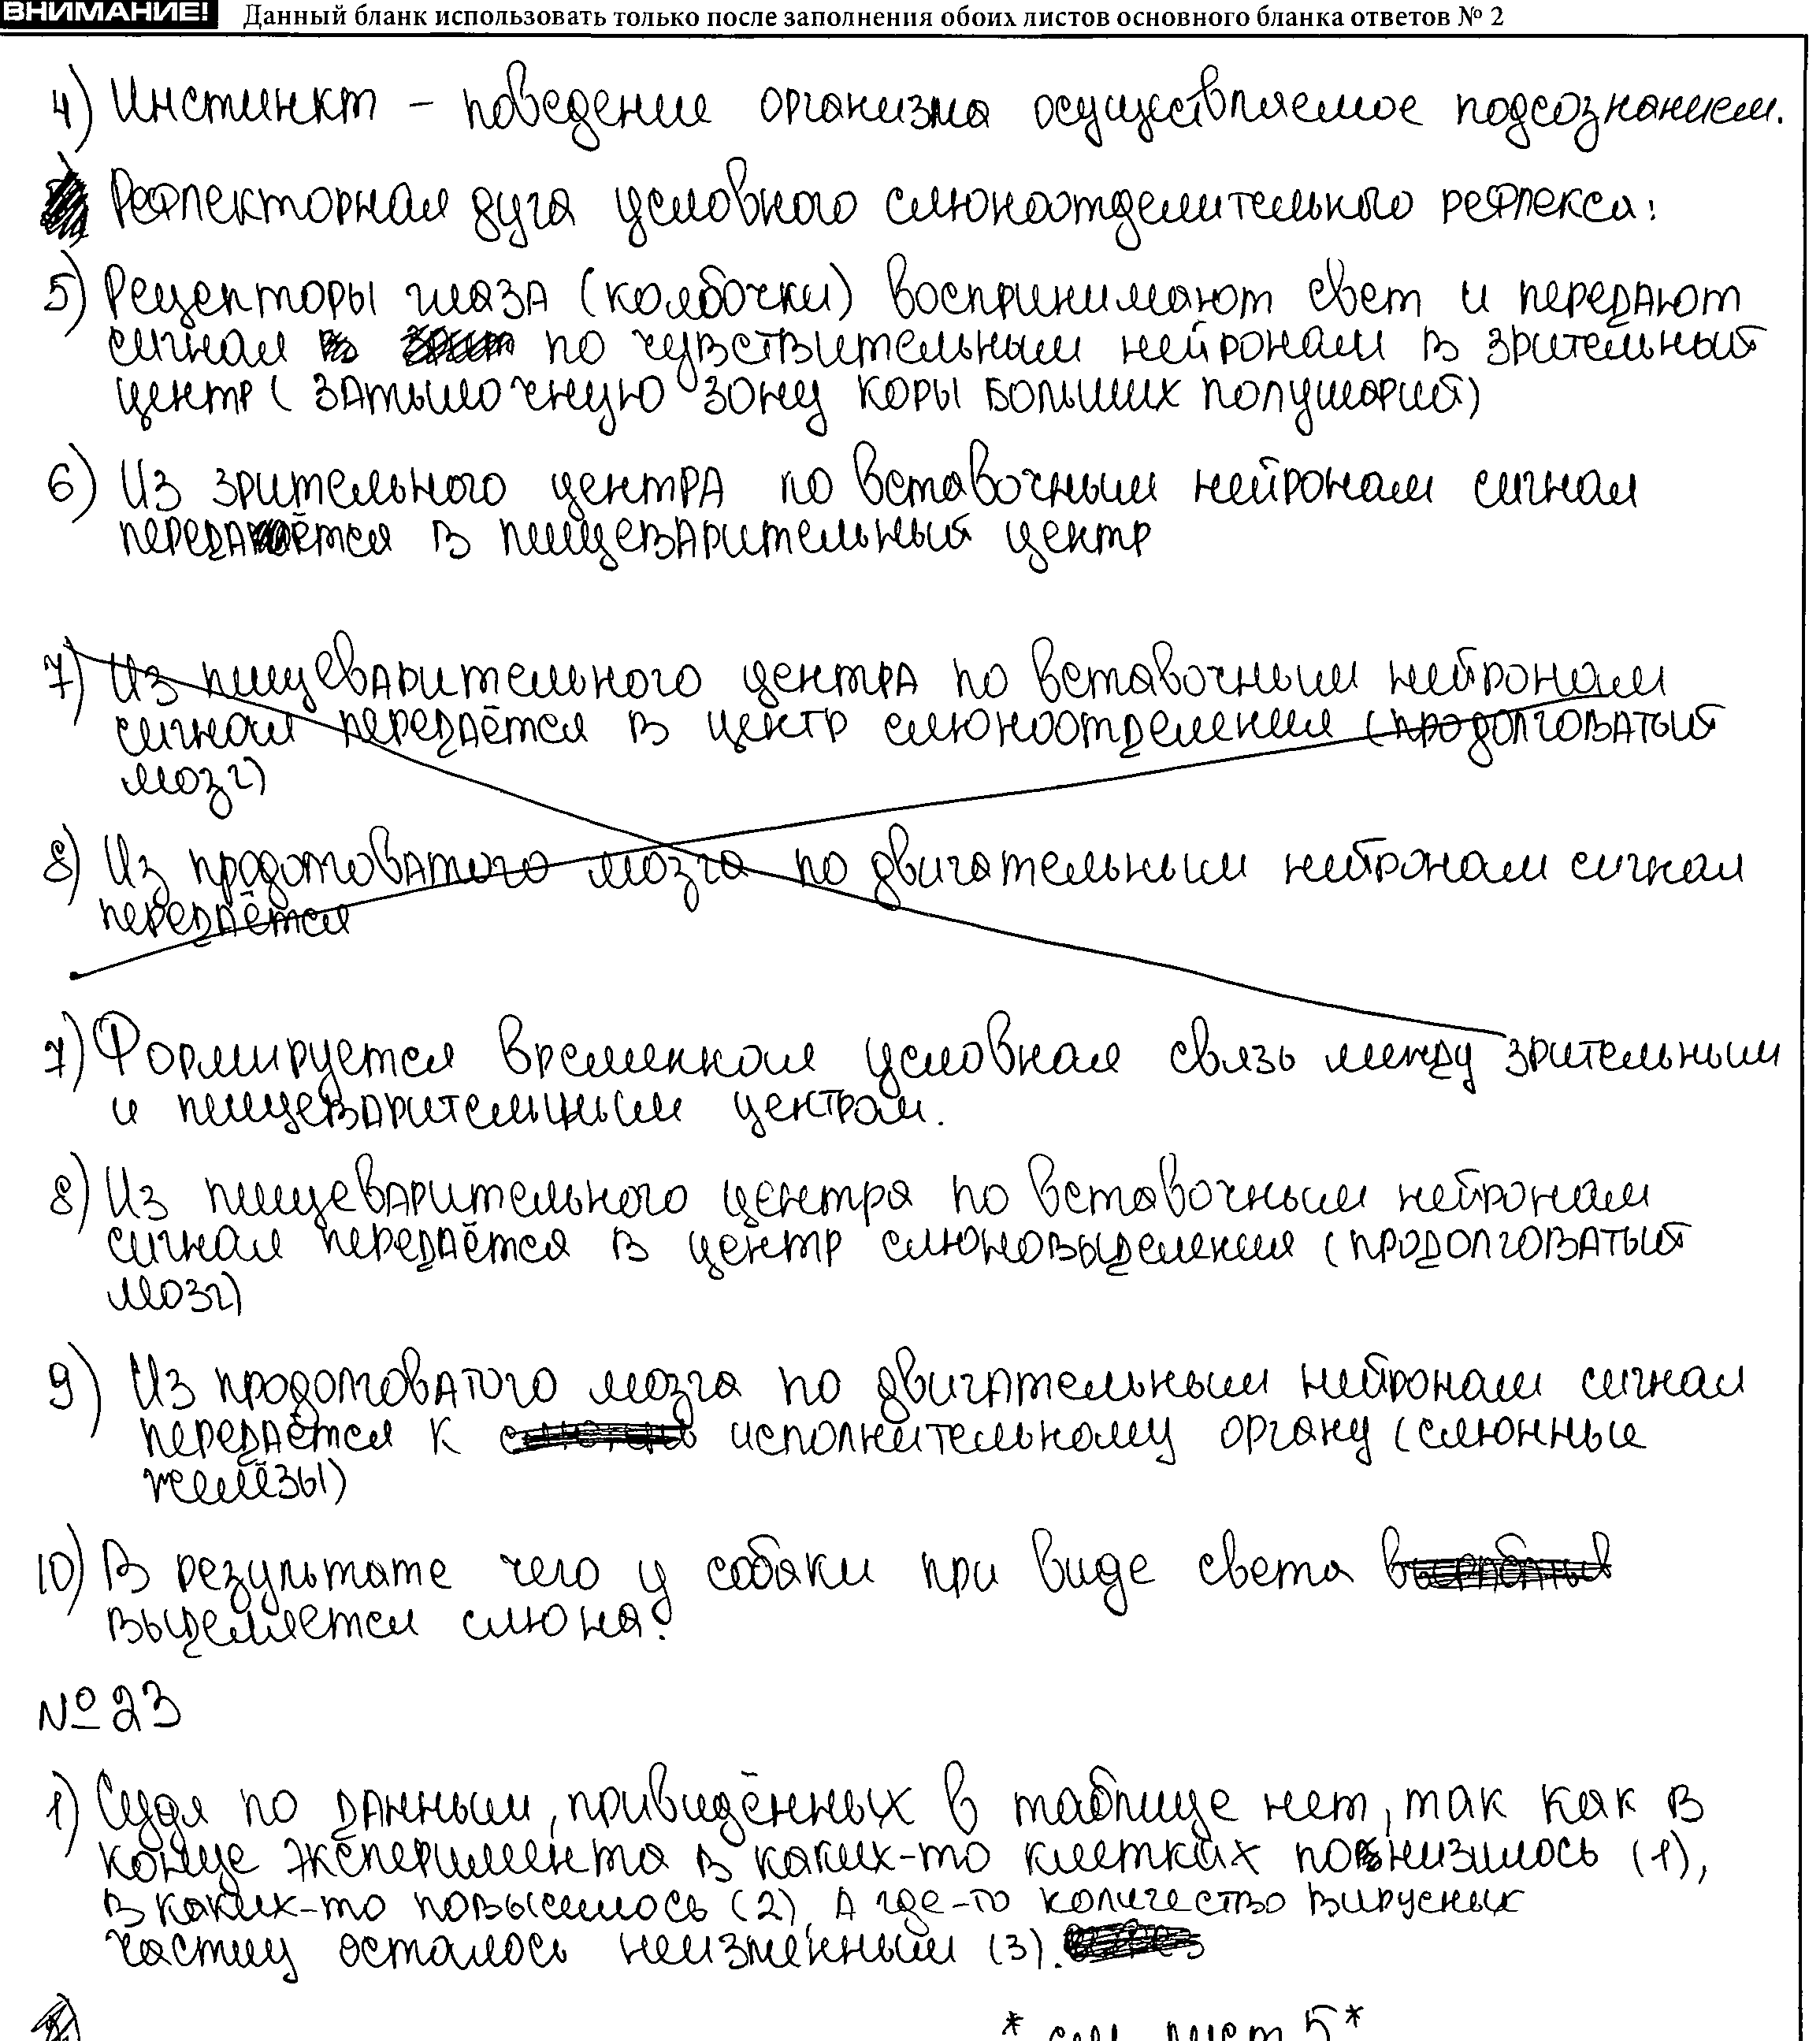 ВНИМАНИЕ! Данный бланк использовать только после заполнения обоих листов основного бланка ответов № 2
4) Инстинкт – поведение организма осуществляемое подсознанием.
Рефлекторная дуга условного слюноотделительного рефлекса:
5) Рецепторы глаза (колбочки) воспринимают свет и передают
сигнал по чувствительным нейронам в зрительный
центр ( затылочную зону коры больших полушарий)
6) Из зрительного центра по вставочным нейронам сигнал
передаётся в пищеварительный центр
7) Из пищеварительного центра по вставочным нейронам
сигнал передаётся в центр слюноотделения (продолговатый
мозг)
8) Из продолговатого мозга по двигательным нейронам сигнал
передаётся
7) Формируется временная условная связь между зрительным
и пищеварительным центрам.
8) Из пищеварительного центра по вставочным нейронам
сигнал передаётся в центр слюновыделения (продолговатый
мозг)
9) Из продолговатого мозга по двигательным нейронам сигнал
передаётся к исполнительному органу (слюнные
желёзы)
10) В результате чего у собаки при виде света
выделяется слюна.
№ 23
1) Судя по данным, привидённых в таблице нет, так как в
конце эксперимента в каких-то клетках понизилось (1),
в каких-то повысилось (2), а где-то количество вирусных
частиц осталось неизменным (3).
* см. лист 5 *